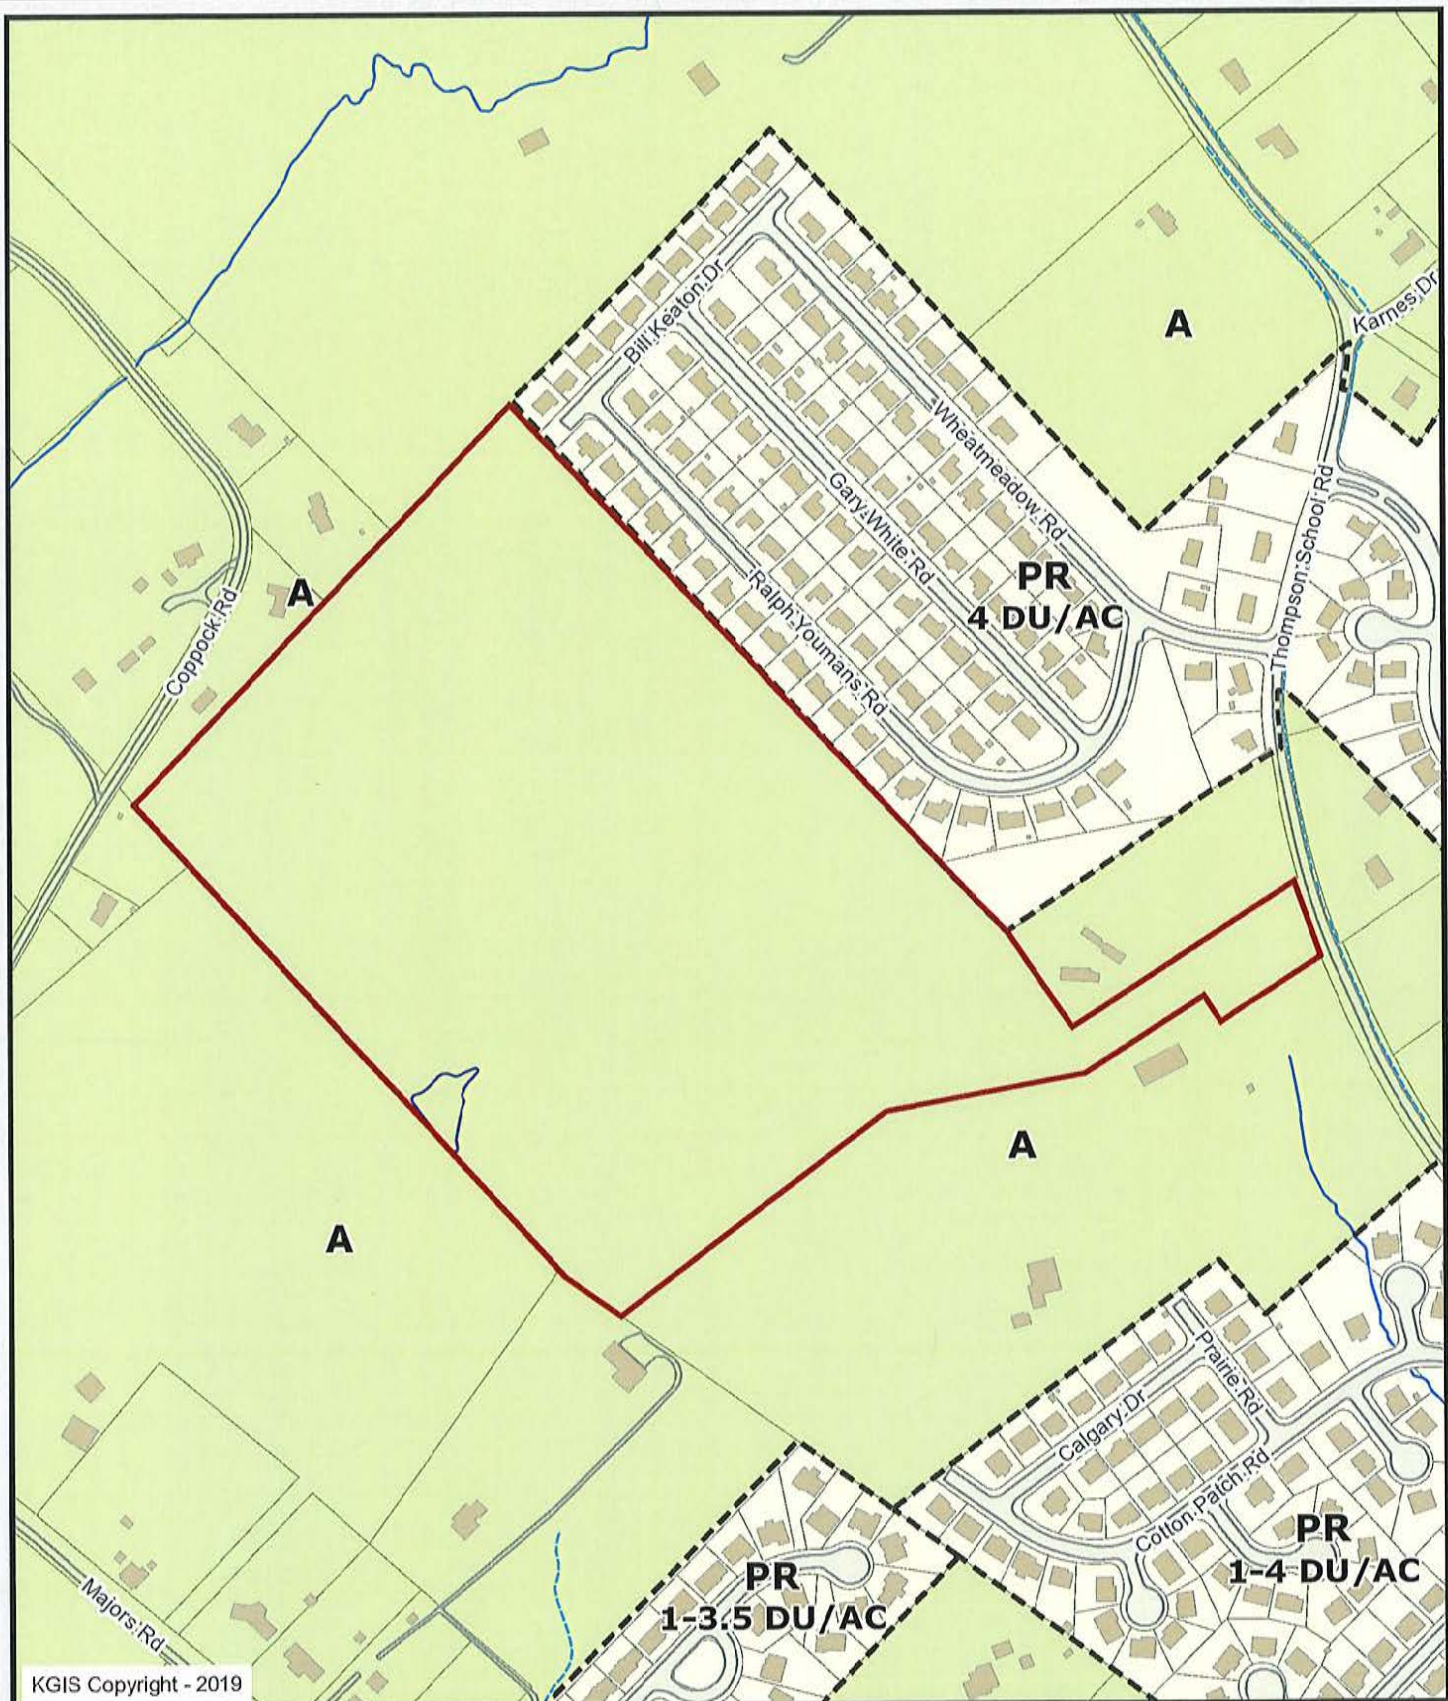 A
Karnes Dr
Bill Keaton Dr
Wheatmeadow Rd
Gary White Rd
Thompson School Rd
PR
4 DU/AC
A
Coppock Rd
Ralph Youmans Rd
A
A
Prairie Rd
Calgary Dr
Cotton Patch Rd
PR
1-4 DU/AC
PR
1-3.5 DU/AC
Majors Rd
KGIS Copyright - 2019